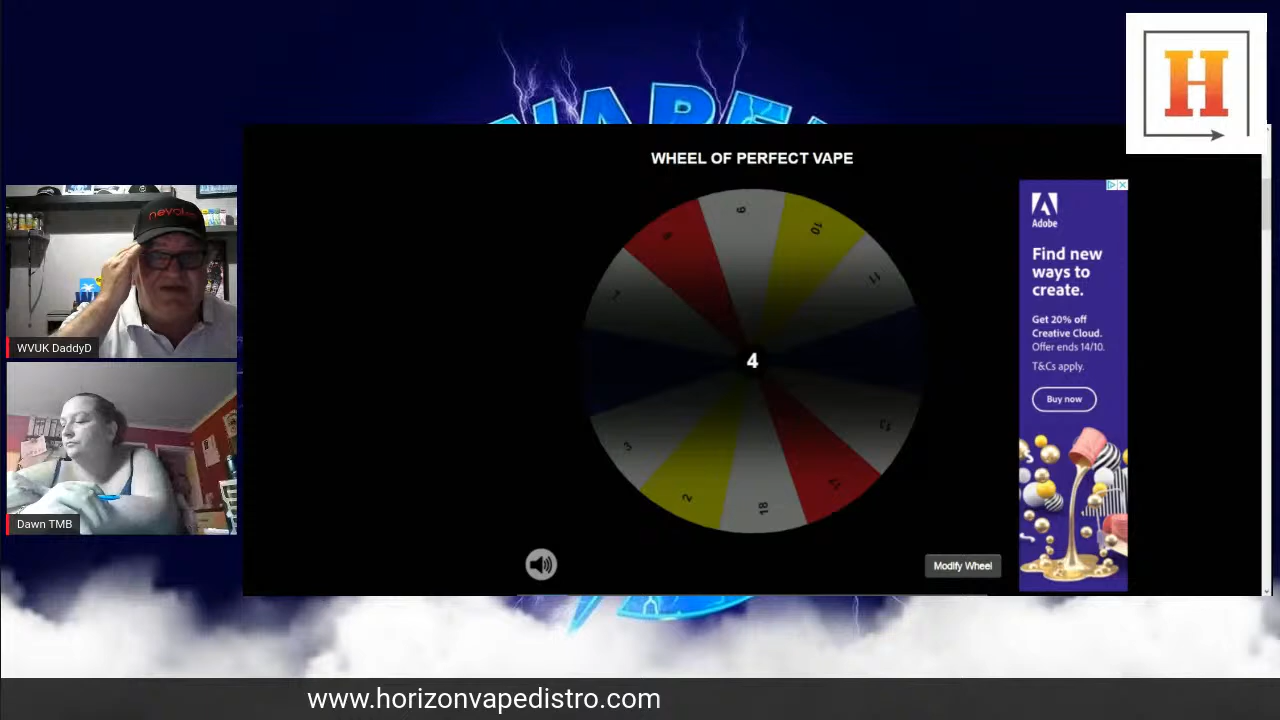 VAPE
H
WHEEL OF PERFECT VAPE
9
10
8
11
7
4
3
13
2
18
17
Modify Wheel
Adobe
Find new
ways to
create.
Get 20% off
Creative Cloud.
Offer ends 14/10.
T&Cs apply.
Buy now
WVUK DaddyD
Dawn TMB
www.horizonvapedistro.com